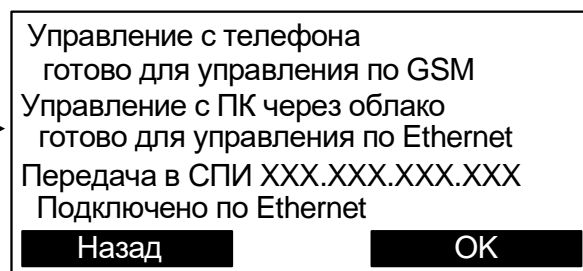 Управление с телефона
готово для управления по GSM
Управление с ПК через облако
готово для управления по Ethernet
Передача в СПИ XXX.XXX.XXX.XXX
Подключено по Ethernet
Назад OK